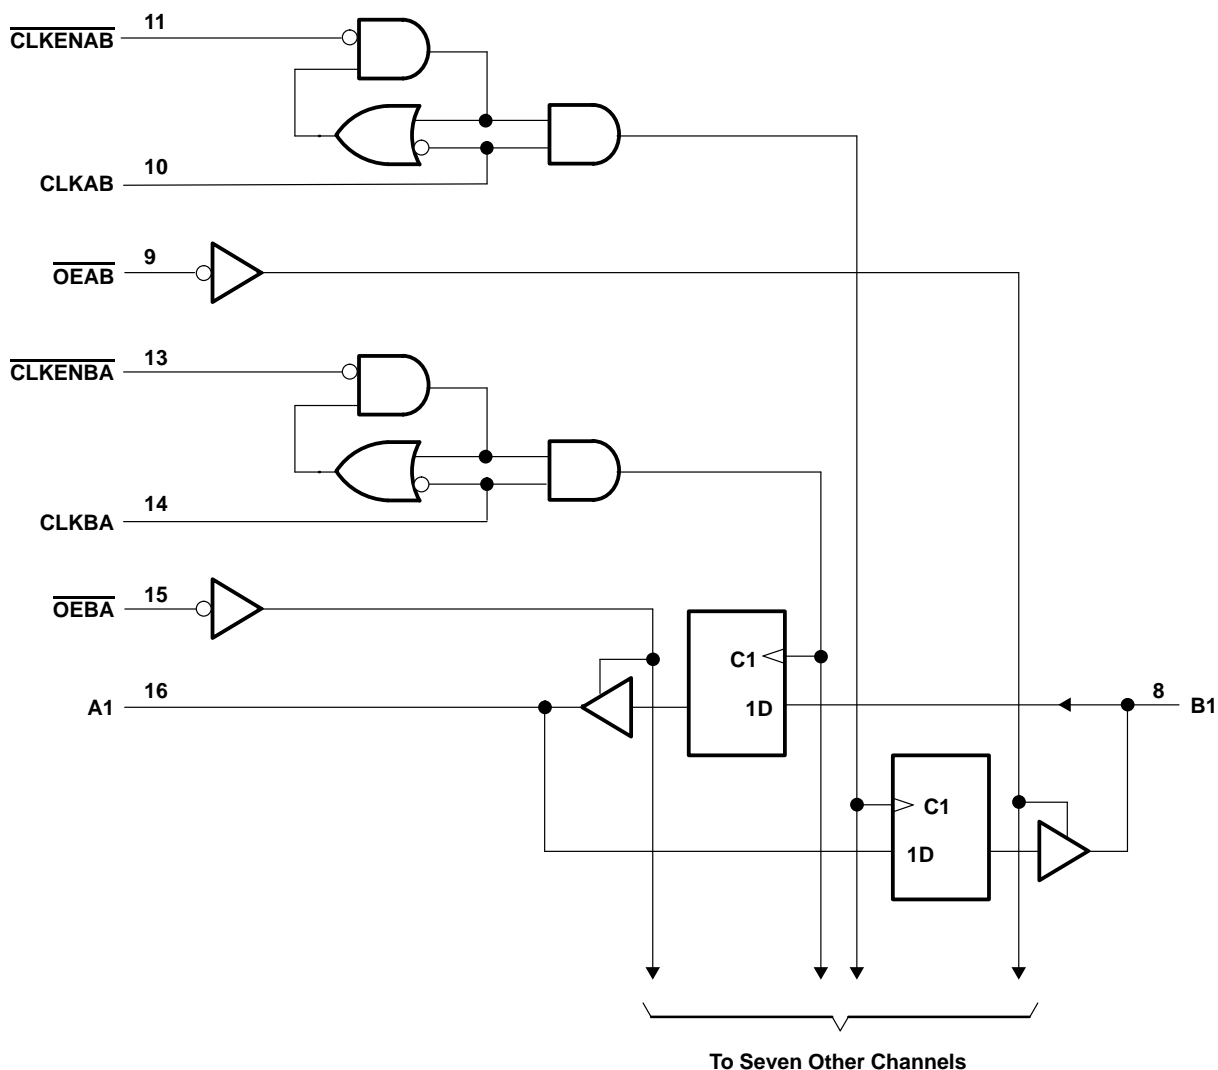 CLKENAB 11
CLKAB 10
OEAB 9
CLKENBA 13
CLKBA 14
OEBA 15
C1
A1 16
1D
8 B1
C1
1D
To Seven Other Channels